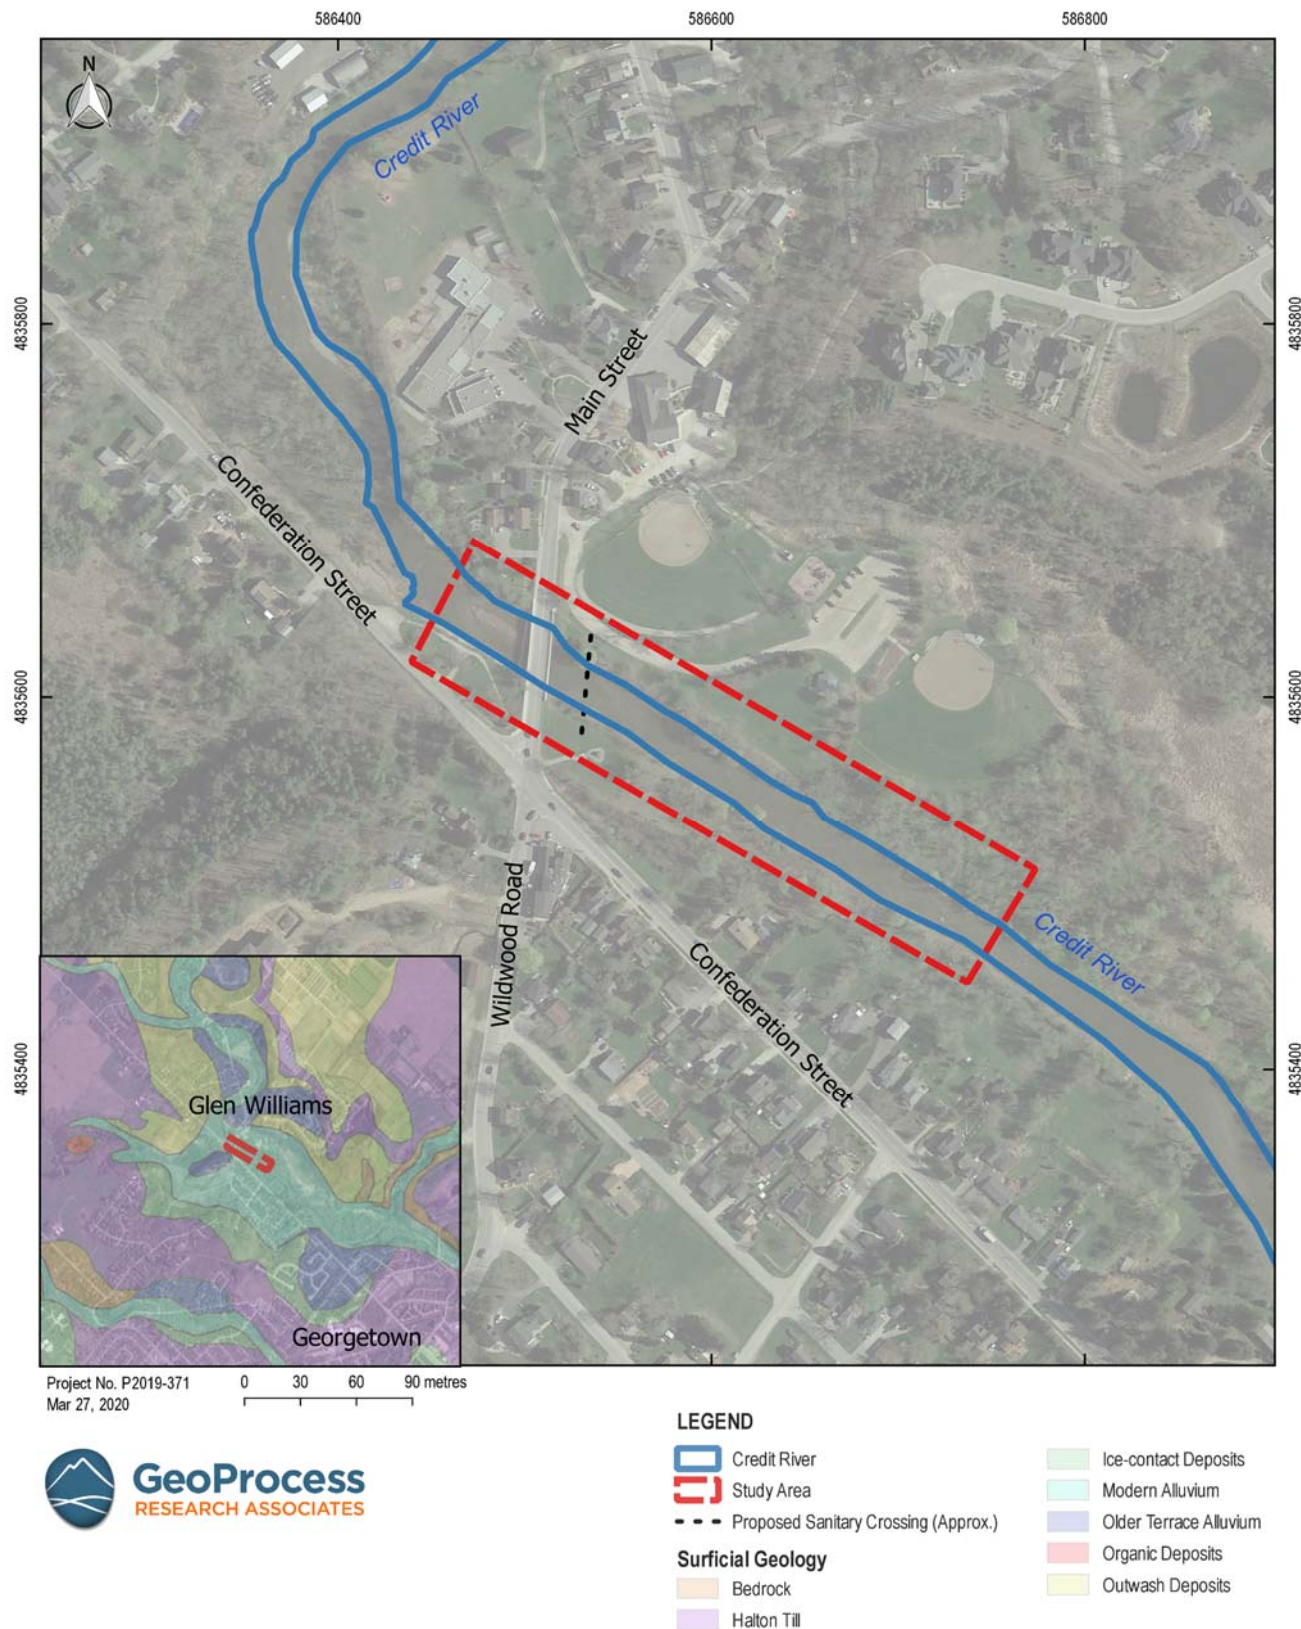 586400
586600
586800
N
Credit River
4835800
4835800
Main Street
Confederation Street
4835600
4835600
Wildwood Road
Credit River
Confederation Street
4835400
4835400
Glen Williams
Georgetown
Project No. P2019-371
Mar 27, 2020
0 30 60 90 metres
GeoProcess
RESEARCH ASSOCIATES
LEGEND
Credit River
Study Area
Proposed Sanitary Crossing (Approx.)
Surficial Geology
Bedrock
Halton Till
Ice-contact Deposits
Modern Alluvium
Older Terrace Alluvium
Organic Deposits
Outwash Deposits